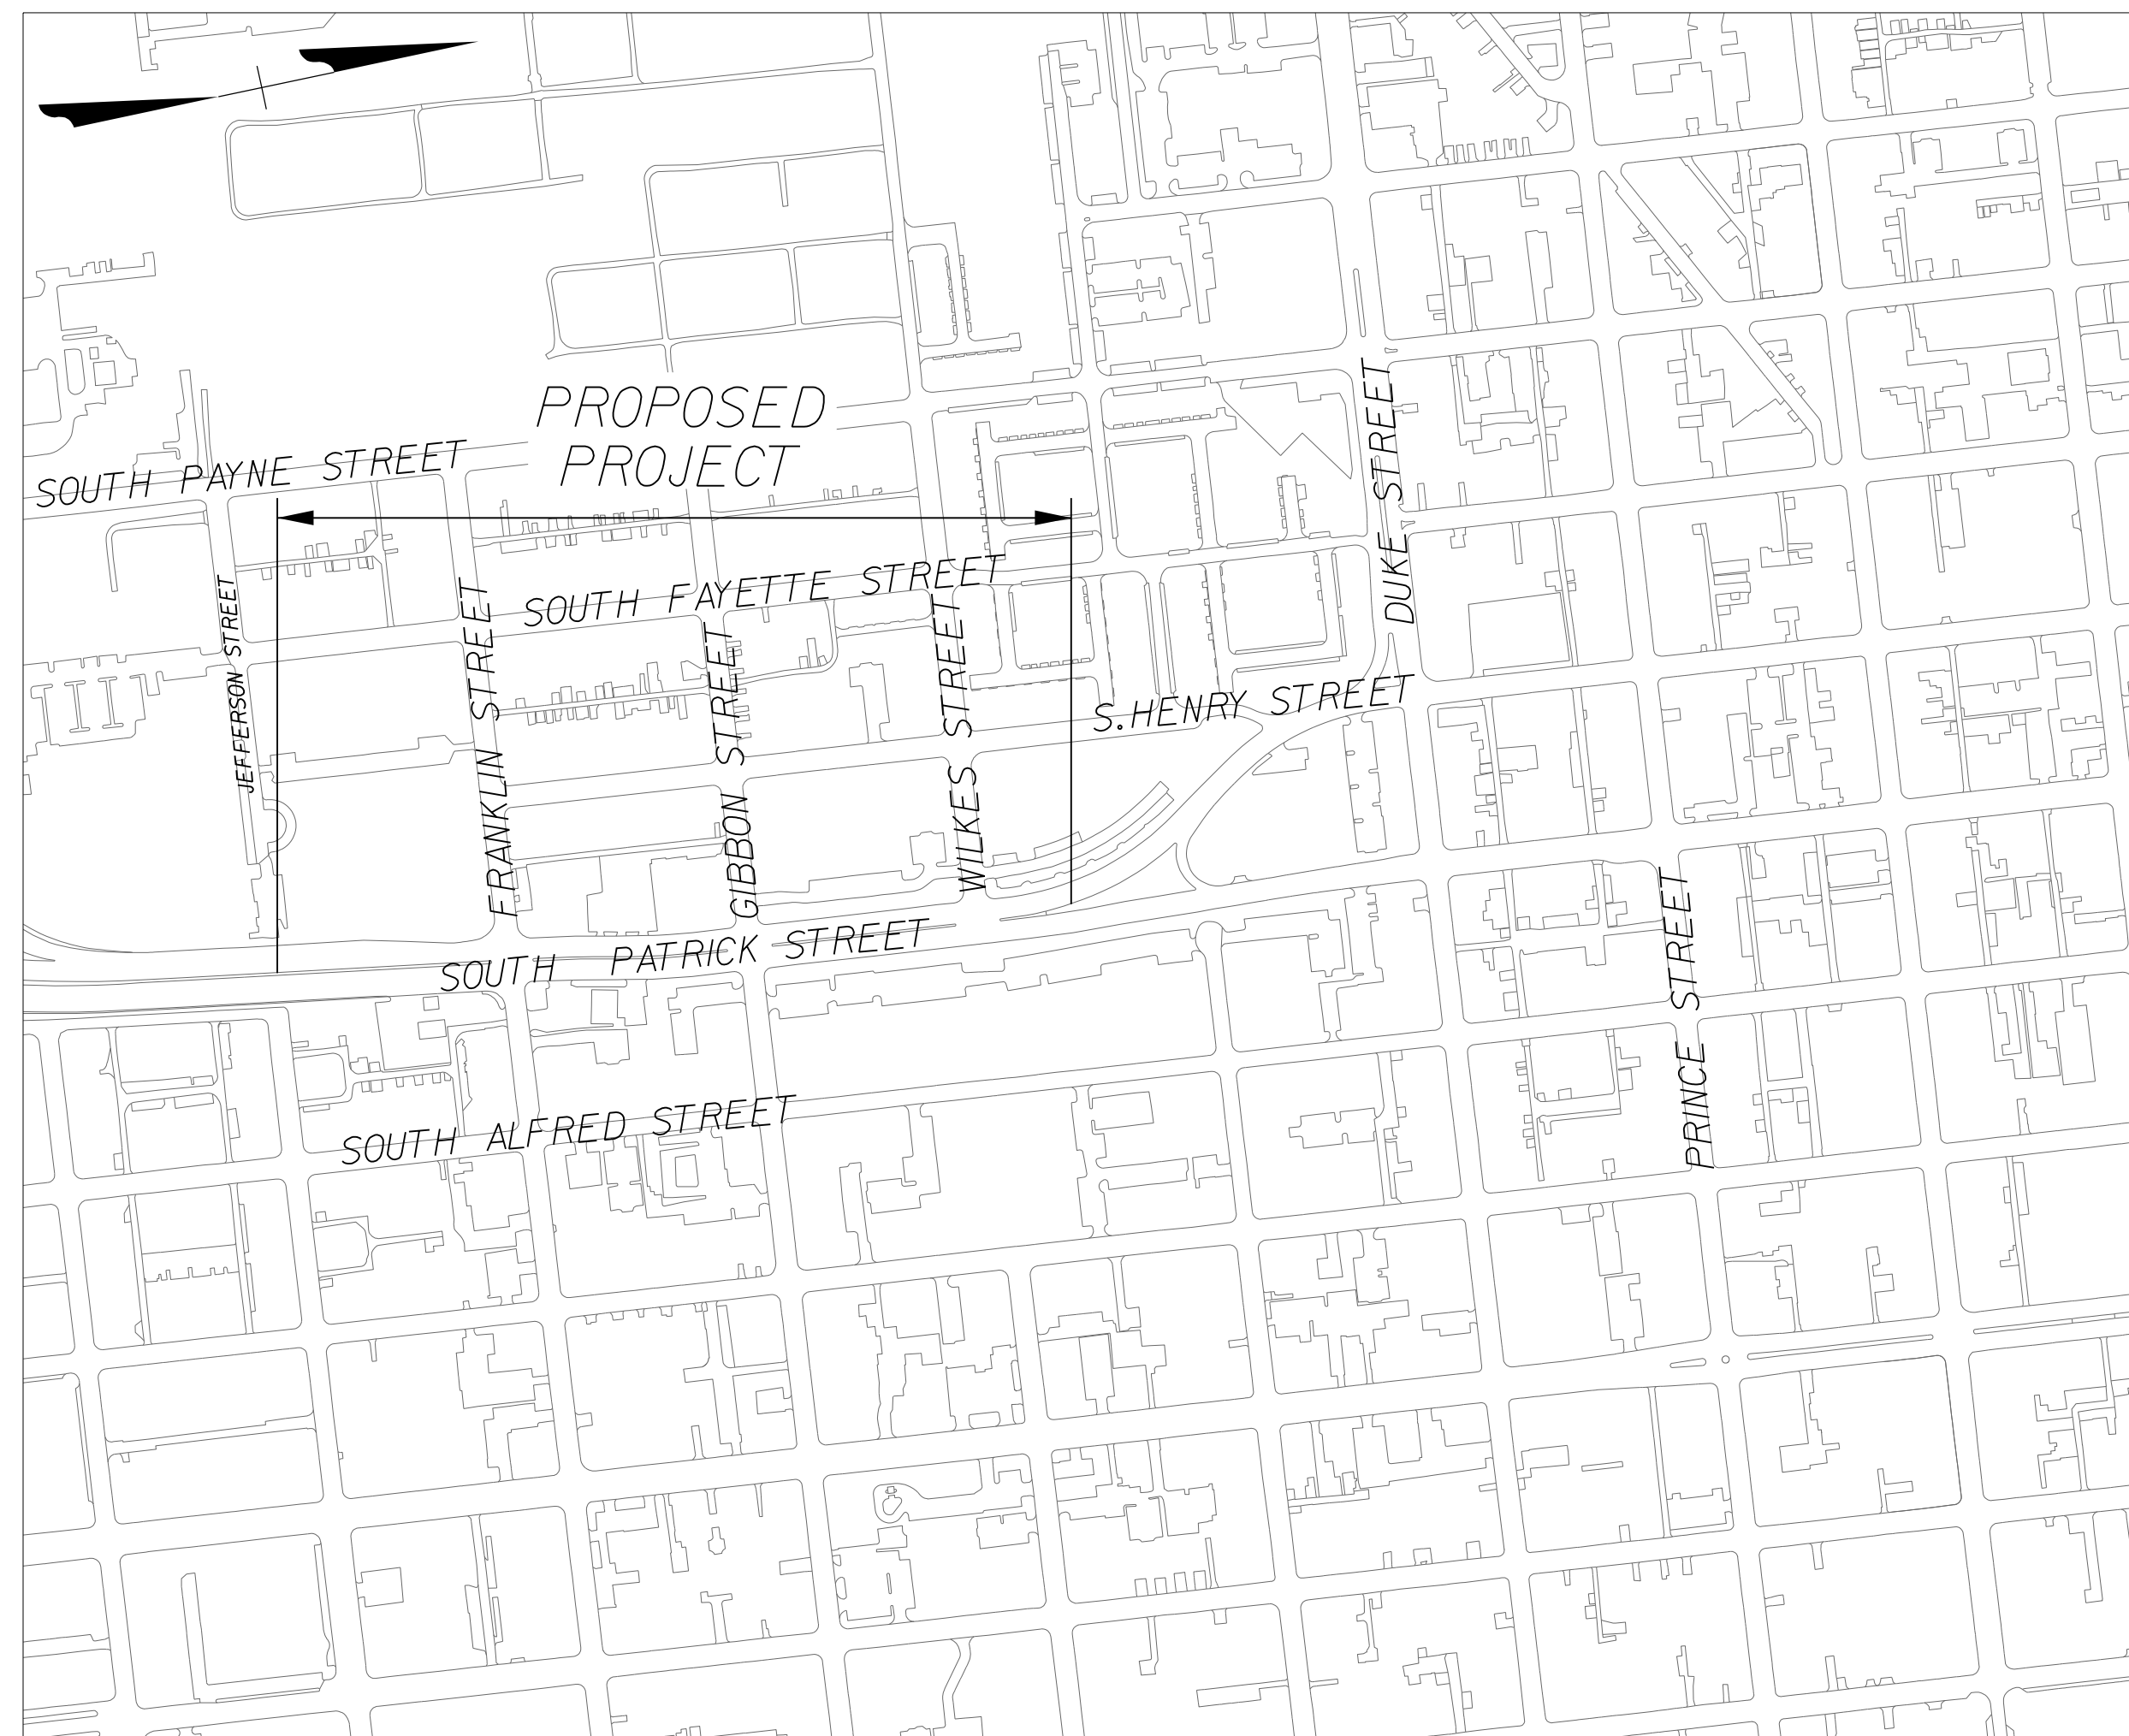 PROPOSED
PROJECT
SOUTH PAYNE STREET
DUKE STREET
SOUTH FAYETTE STREET
JEFFERSON STREET
FRANKLIN STREET
GIBBON STREET
WILKES STREET
S. HENRY STREET
SOUTH PATRICK STREET
PRINCE STREET
SOUTH ALFRED STREET